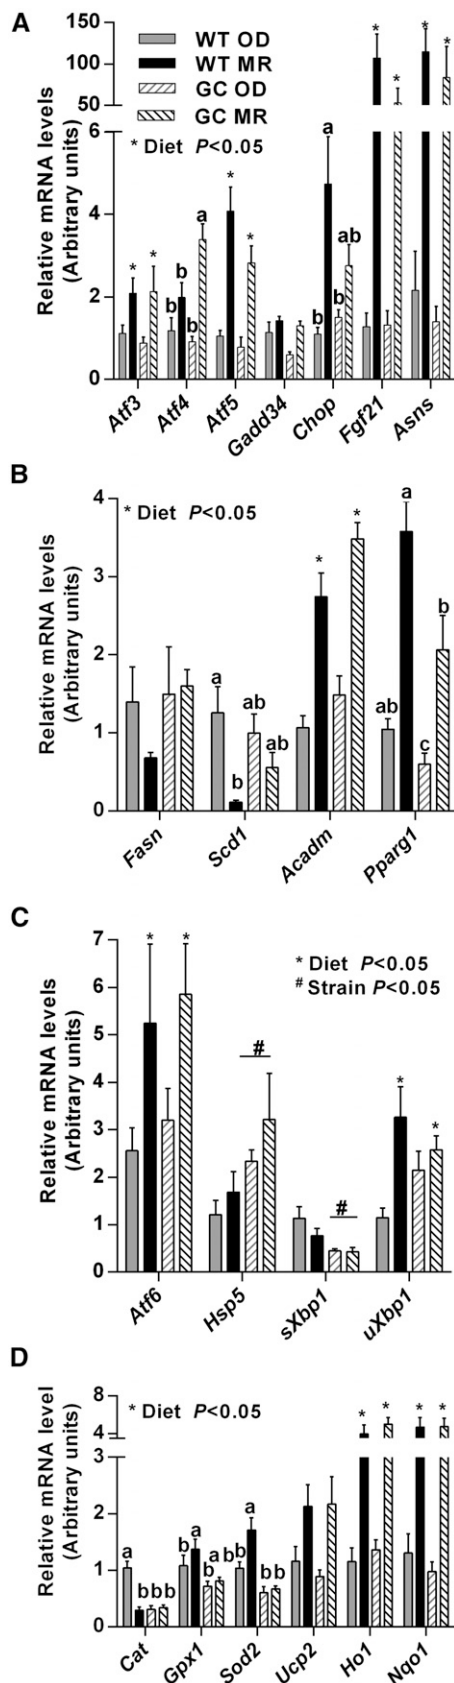 A
Relative mRNA levels
(Arbitrary units)
150
100
50
6
4
2
0
WT OD
WT MR
GC OD
GC MR
* Diet P<0.05
* * b b b a * * b b a ab * * * *
Atf3 Atf4 Atf5 Gadd34 Chop Fgf21 Asns
B
Relative mRNA levels
(Arbitrary units)
4
3
2
1
0
* Diet P<0.05
a b ab ab * * ab a c b
Fasn Scd1 Acadm Pparg1
C
Relative mRNA levels
(Arbitrary units)
7
6
5
4
3
2
1
0
* Diet P<0.05
# Strain P<0.05
* * # # * *
Atf6 Hsp5 sXbp1 uXbp1
D
Relative mRNA level
(Arbitrary units)
8
4
3
2
1
0
* Diet P<0.05
a b b b b a b a b b a b b * * * *
Cat Gpx1 Sod2 Ucp2 Ho1 Nqo1